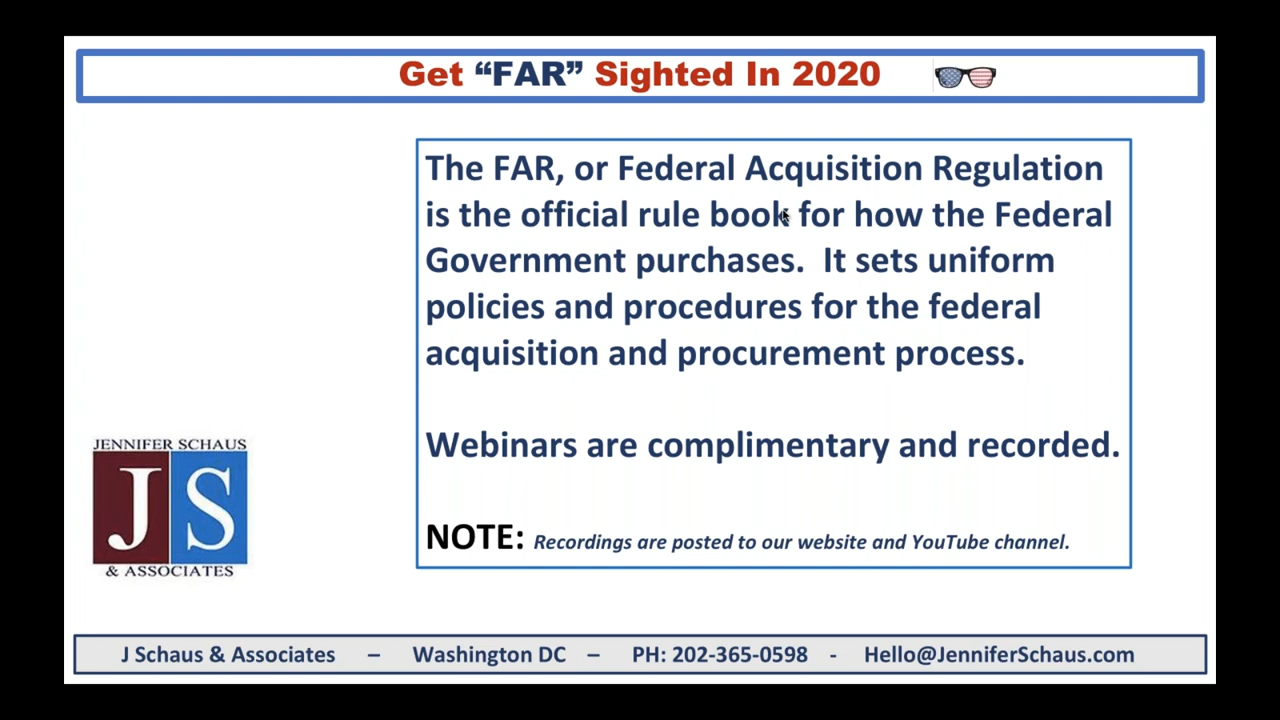 Get “FAR” Sighted In 2020
The FAR, or Federal Acquisition Regulation
is the official rule book for how the Federal
Government purchases.  It sets uniform
policies and procedures for the federal
acquisition and procurement process.
Webinars are complimentary and recorded.
NOTE: Recordings are posted to our website and YouTube channel.
JENNIFER SCHAUS
JS
& ASSOCIATES
J Schaus & Associates – Washington DC – PH: 202-365-0598 - Hello@JenniferSchaus.com